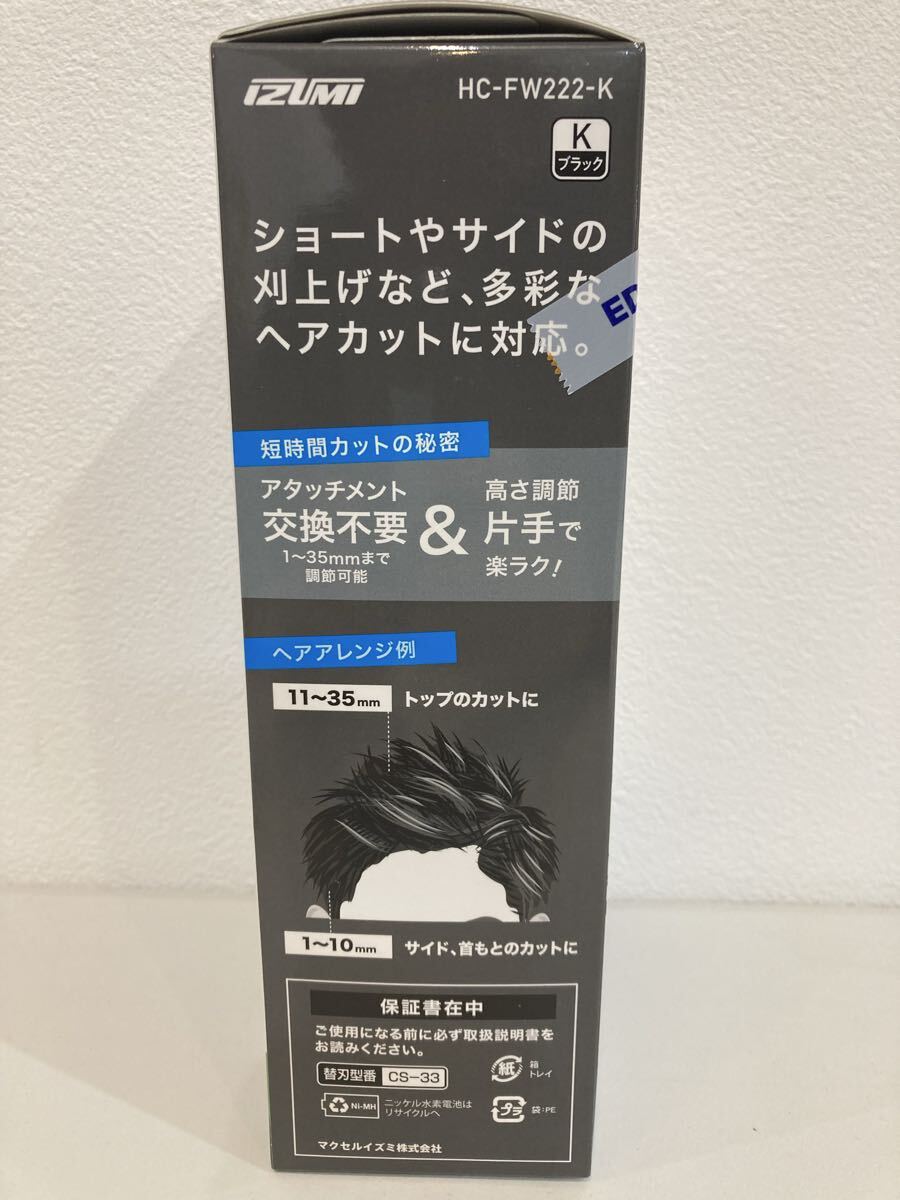 IZUMI
HC-FW222-K
K
ブラック
ショートやサイドの
刈上げなど、多彩な
ヘアカットに対応。
ED
短時間カットの秘密
アタッチメント
交換不要
1〜35mmまで
調節可能
&
高さ調節
片手で
楽ラク!
ヘアアレンジ例
11〜35mm トップのカットに
1〜10mm サイド、首もとのカットに
保証書在中
ご使用になる前に必ず取扱説明書を
お読みください。
替刃型番 CS-33
紙
箱
トレイ
Ni-MH
ニッケル水素電池は
リサイクルへ
プラ
袋:PE
マクセルイズミ株式会社